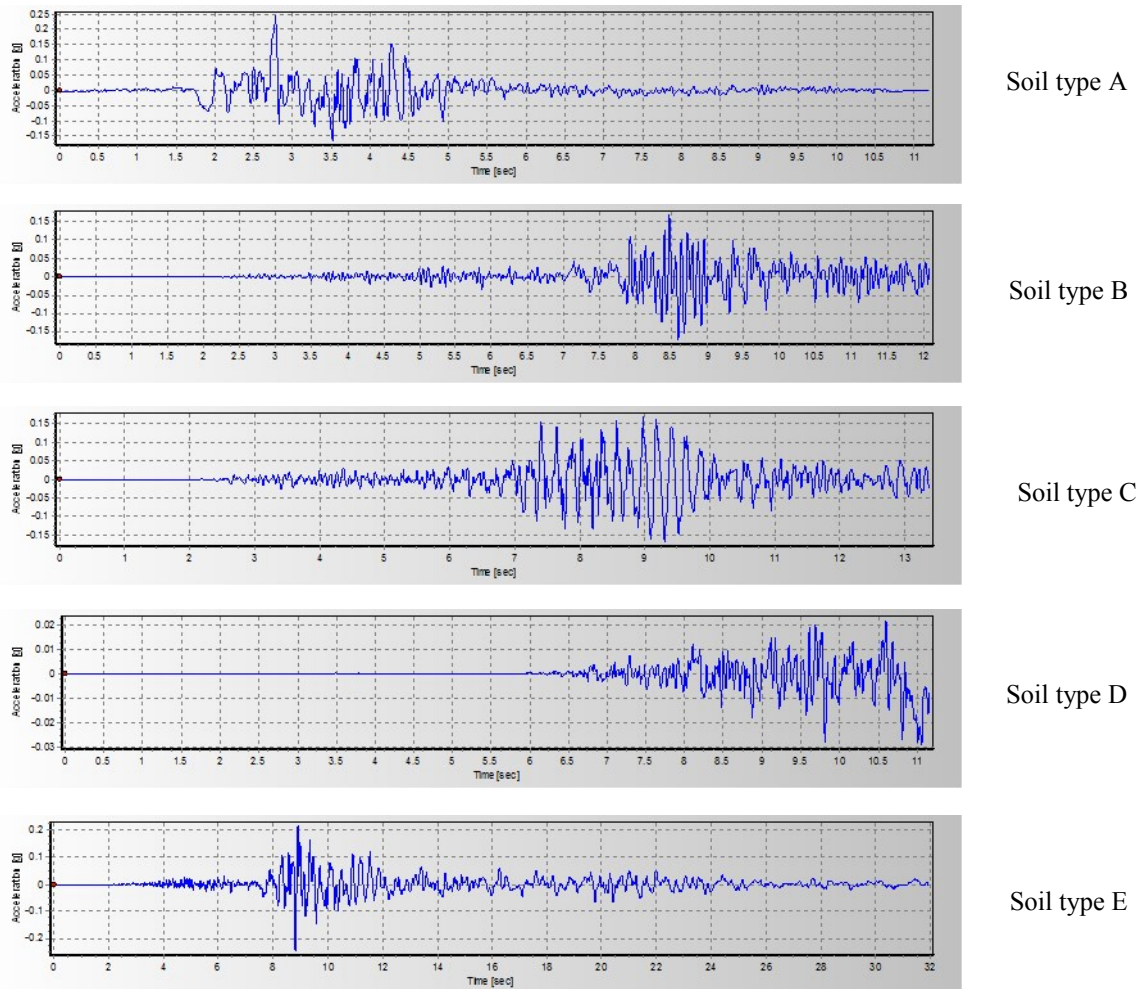 Acceleration [g]
0.25
0.2
0.15
0.1
0.05
0
-0.05
-0.1
-0.15
0 0.5 1 1.5 2 2.5 3 3.5 4 4.5 5 5.5 6 6.5 7 7.5 8 8.5 9 9.5 10 10.5 11
Time [sec]
Soil type A
Acceleration [g]
0.15
0.1
0.05
0
-0.05
-0.1
-0.15
0 0.5 1 1.5 2 2.5 3 3.5 4 4.5 5 5.5 6 6.5 7 7.5 8 8.5 9 9.5 10 10.5 11 11.5 12
Time [sec]
Soil type B
Acceleration [g]
0.15
0.1
0.05
0
-0.05
-0.1
-0.15
0 1 2 3 4 5 6 7 8 9 10 11 12 13
Time [sec]
Soil type C
Acceleration [g]
0.02
0.01
0
-0.01
-0.02
-0.03
0 0.5 1 1.5 2 2.5 3 3.5 4 4.5 5 5.5 6 6.5 7 7.5 8 8.5 9 9.5 10 10.5 11
Time [sec]
Soil type D
Acceleration [g]
0.2
0.1
0
-0.1
-0.2
0 2 4 6 8 10 12 14 16 18 20 22 24 26 28 30 32
Time [sec]
Soil type E